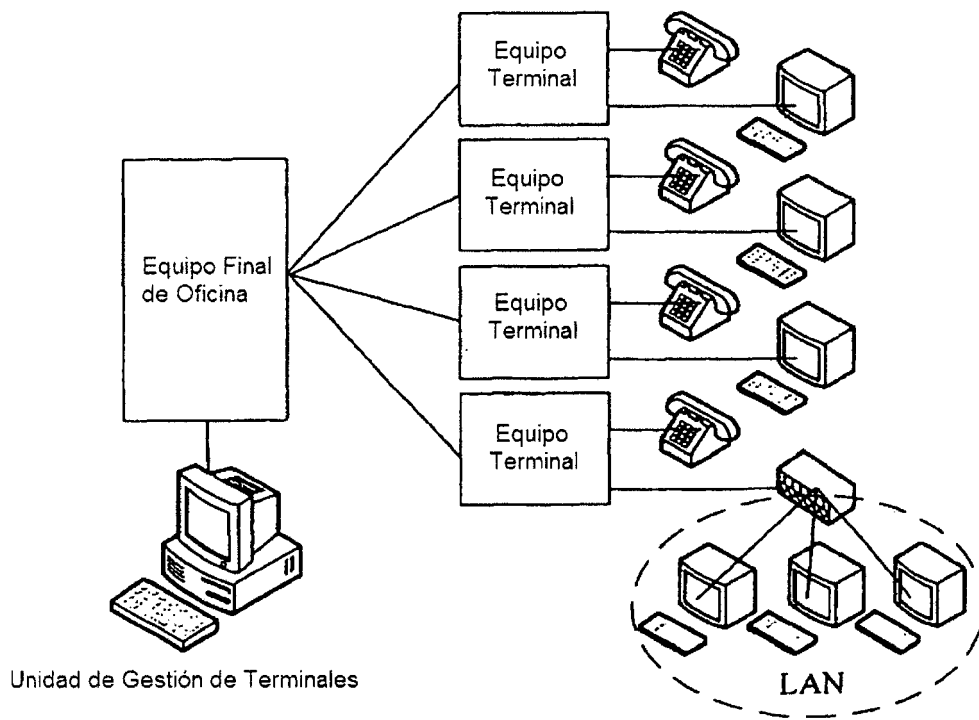 Equipo
Terminal
Equipo
Terminal
Equipo Final
de Oficina
Equipo
Terminal
Equipo
Terminal
Unidad de Gestión de Terminales
LAN